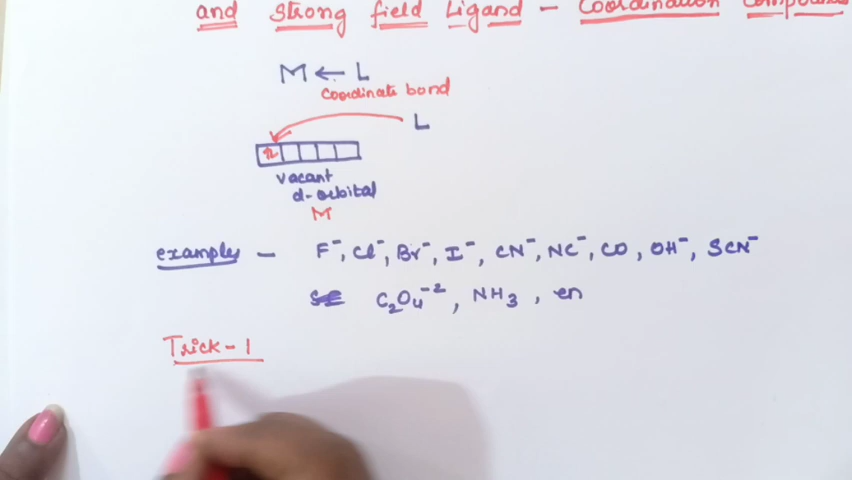 and Strong field Ligand - Coordination Compound
M ← L
Coordinate bond
L
vacant
d-orbital
M
example - F⁻, Cl⁻, Br⁻, I⁻, CN⁻, NC⁻, CO, OH⁻, SCN⁻
C₂O₄⁻², NH₃, en
Trick-1